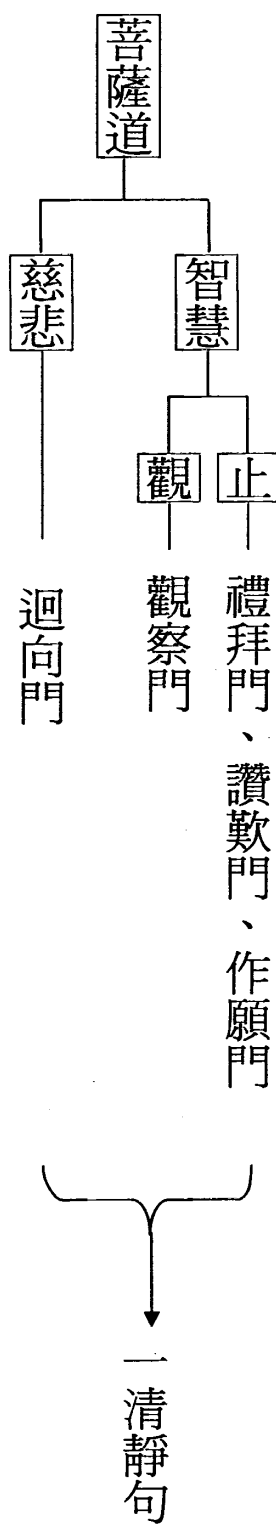 菩薩道
智慧
慈悲
止
觀
禮拜門、讚歎門、作願門
觀察門
迴向門
一清靜句